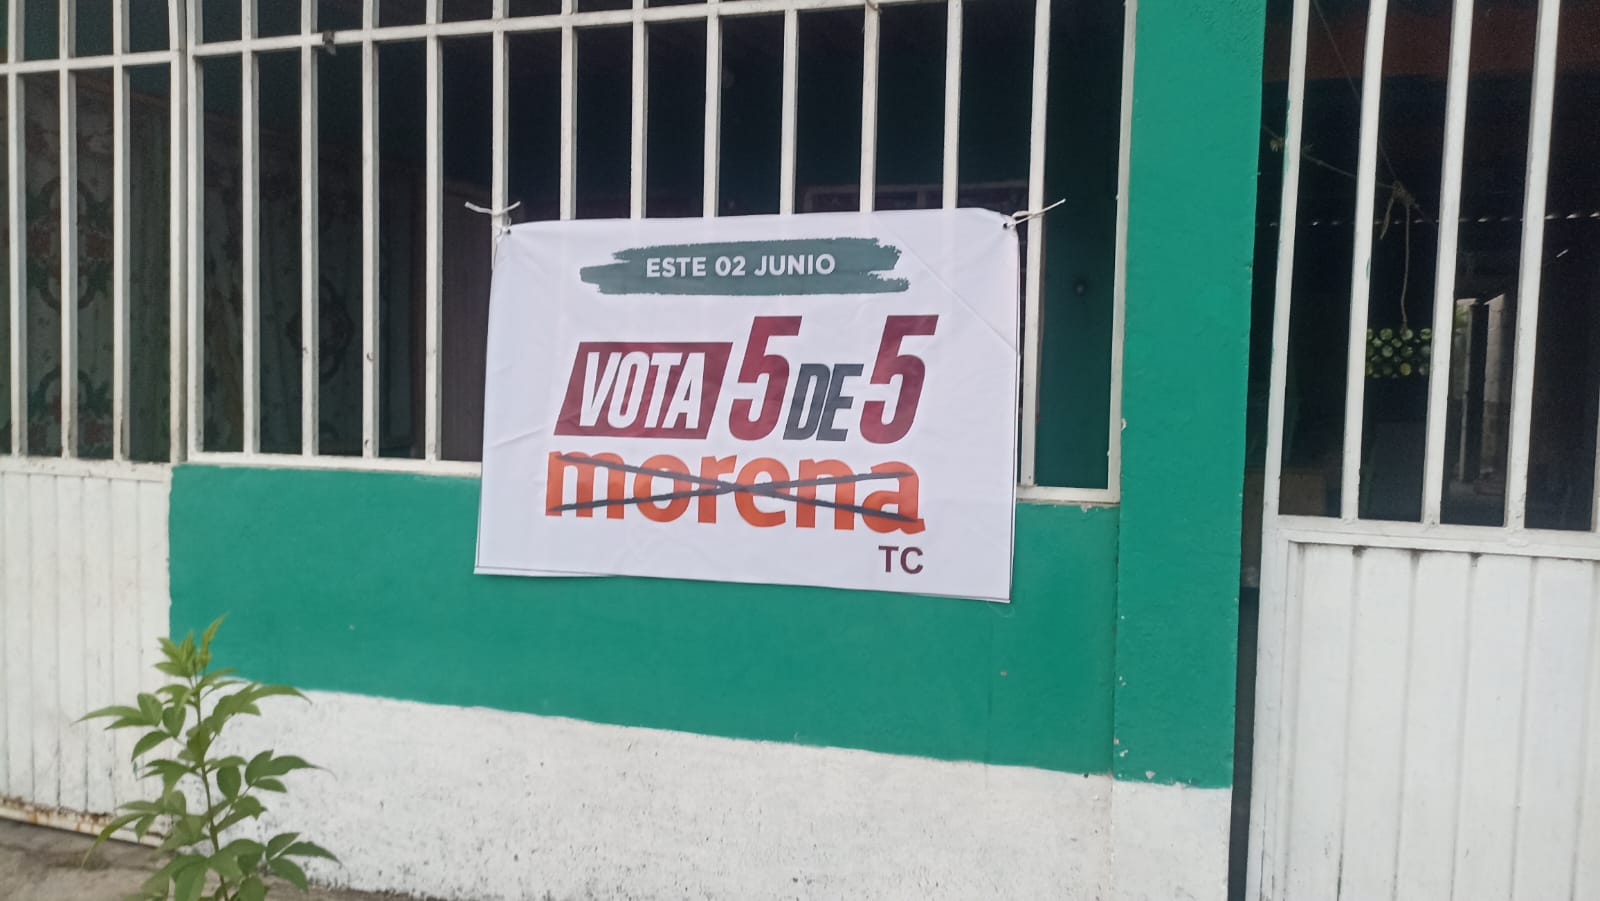 ESTE 02 JUNIO
VOTA 5 DE 5
morena
TC